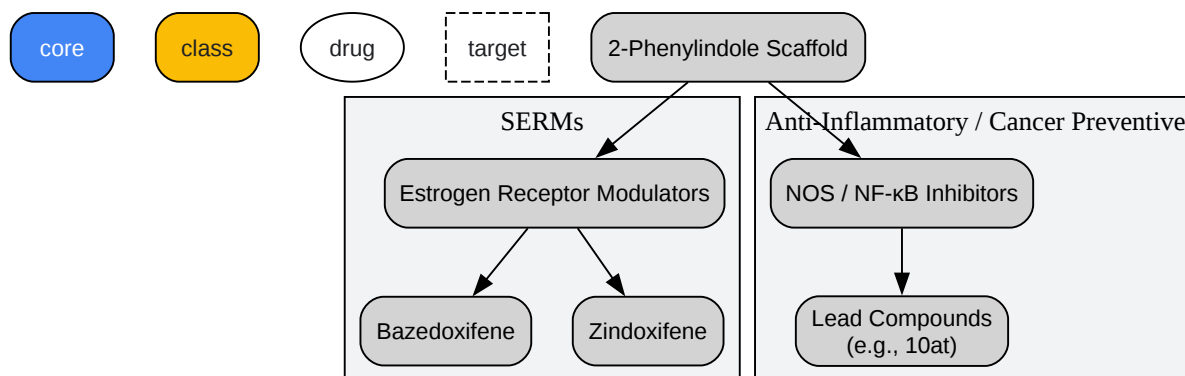 core
class
drug
target
2-Phenylindole Scaffold
SERMs
Anti-Inflammatory / Cancer Preventive
Estrogen Receptor Modulators
NOS / NF-κB Inhibitors
Bazedoxifene
Zindoxifene
Lead Compounds
(e.g., 10at)